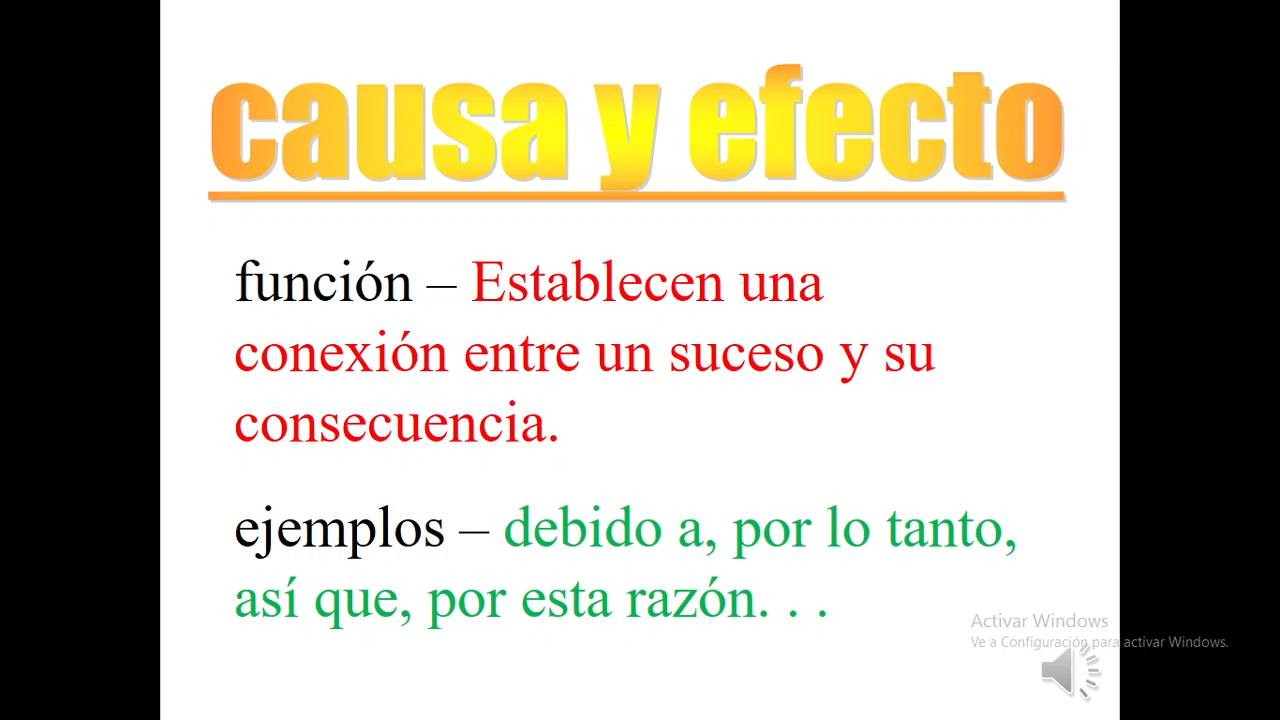 causa y efecto
función – Establecen una
conexión entre un suceso y su
consecuencia.
ejemplos – debido a, por lo tanto,
así que, por esta razón. . .
Activar Windows
Ve a Configuración para activar Windows.